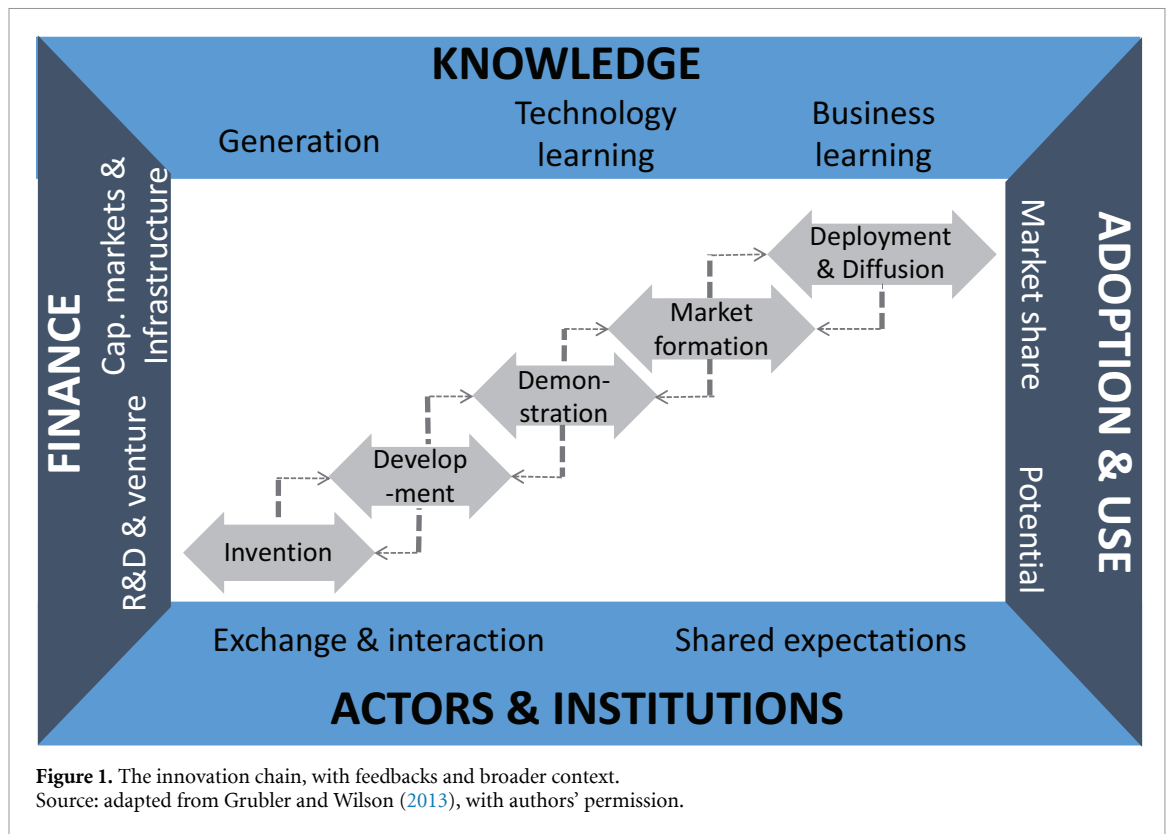 KNOWLEDGE
Generation
Technology
learning
Business
learning
FINANCE
Cap. markets &
Infrastructure
R&D & venture
Deployment
& Diffusion
Market
formation
Demon-
stration
Develop
-ment
Invention
Market share
Potential
ADOPTION & USE
Exchange & interaction
Shared expectations
ACTORS & INSTITUTIONS
Figure 1. The innovation chain, with feedbacks and broader context.
Source: adapted from Grubler and Wilson (2013), with authors’ permission.